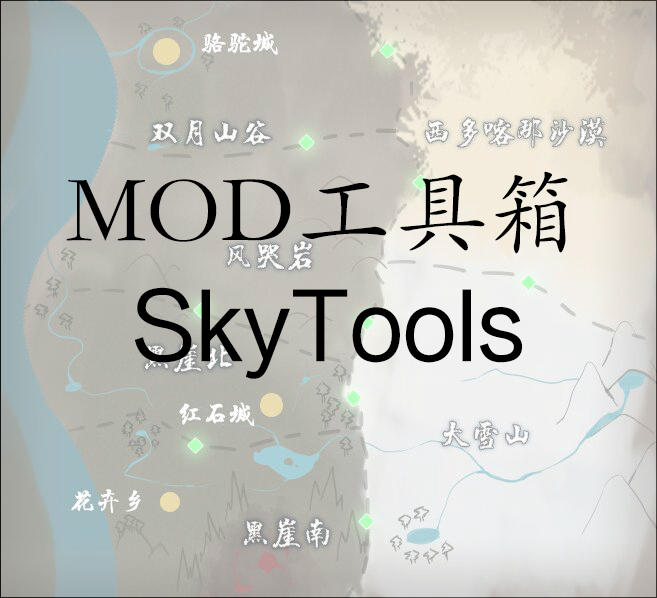 骆驼城
双月山谷
西多喀那沙漠
MOD工具箱
风哭岩
SkyTools
黑崖北
红石城
大雪山
花卉乡
黑崖南